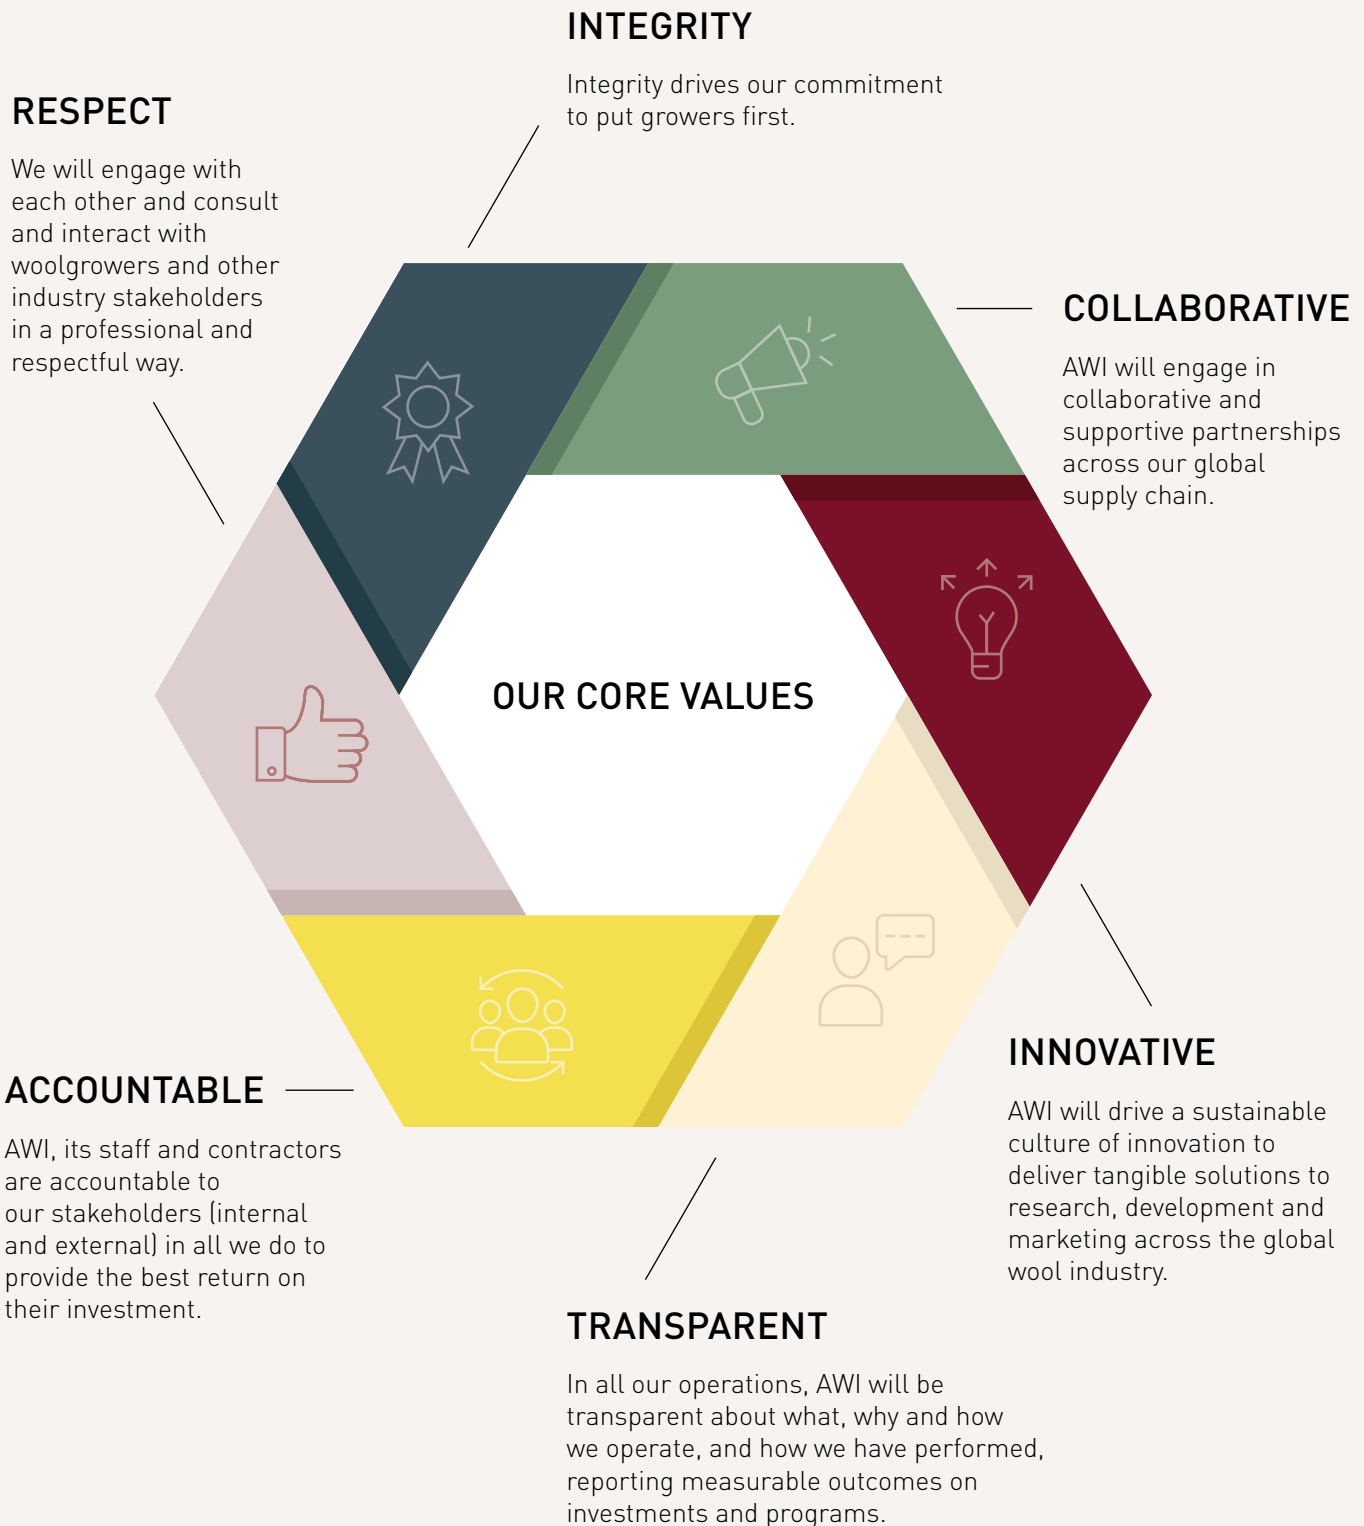 INTEGRITY
Integrity drives our commitment
to put growers first.
RESPECT
We will engage with
each other and consult
and interact with
woolgrowers and other
industry stakeholders
in a professional and
respectful way.
COLLABORATIVE
AWI will engage in
collaborative and
supportive partnerships
across our global
supply chain.
OUR CORE VALUES
INNOVATIVE
AWI will drive a sustainable
culture of innovation to
deliver tangible solutions to
research, development and
marketing across the global
wool industry.
ACCOUNTABLE
AWI, its staff and contractors
are accountable to
our stakeholders (internal
and external) in all we do to
provide the best return on
their investment.
TRANSPARENT
In all our operations, AWI will be
transparent about what, why and how
we operate, and how we have performed,
reporting measurable outcomes on
investments and programs.